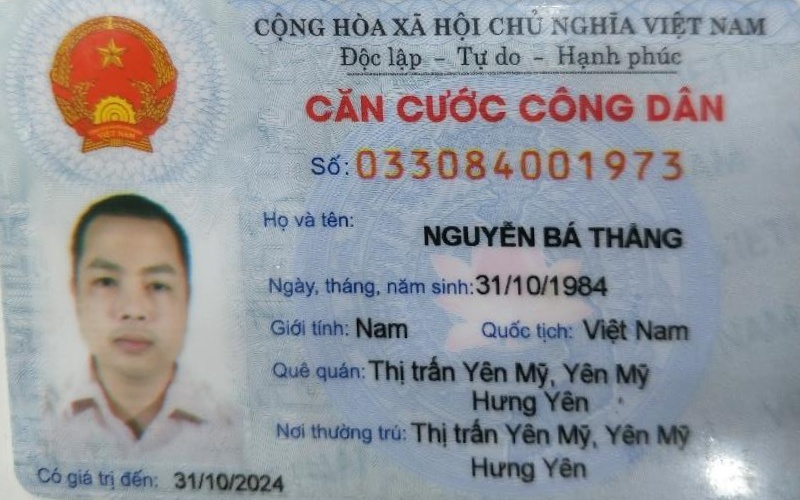 CỘNG HÒA XÃ HỘI CHỦ NGHĨA VIỆT NAM
Độc lập - Tự do - Hạnh phúc
CĂN CƯỚC CÔNG DÂN
Số: 033084001973
Họ và tên: NGUYỄN BÁ THẮNG
Ngày, tháng, năm sinh: 31/10/1984
Giới tính: Nam Quốc tịch: Việt Nam
Quê quán: Thị trấn Yên Mỹ, Yên Mỹ
Hưng Yên
Nơi thường trú: Thị trấn Yên Mỹ, Yên Mỹ
Hưng Yên
Có giá trị đến: 31/10/2024
VIỆT NAM